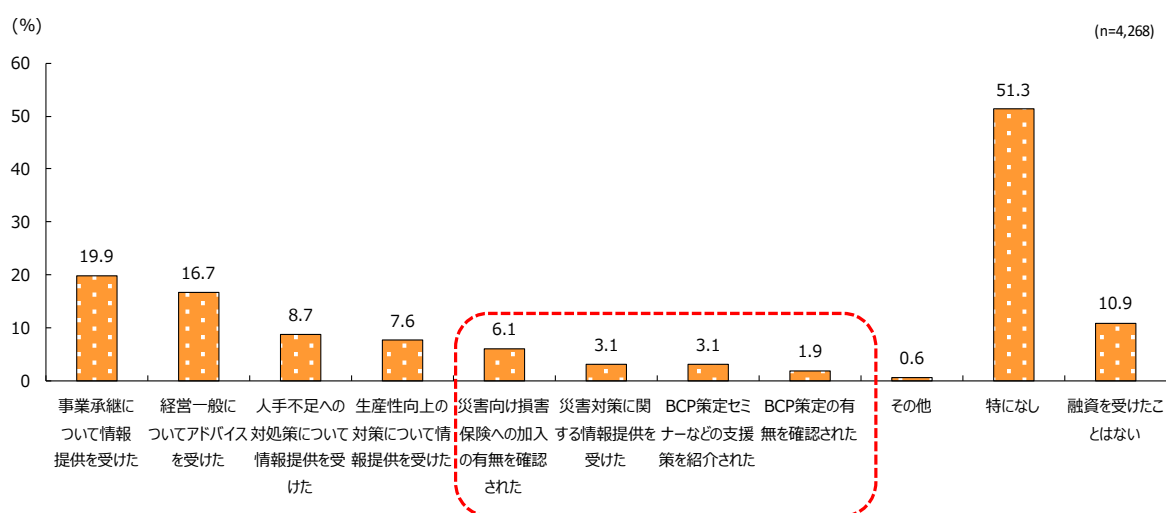 (%)
(n=4,268)
60
50
40
30
20
10
0
19.9
16.7
8.7
7.6
6.1
3.1
3.1
1.9
0.6
51.3
10.9
事業承継に
ついて情報
提供を受けた
経営一般に
ついてアドバイス
を受けた
人手不足への
対処策について
情報提供を受
けた
生産性向上の
対策について情
報提供を受けた
災害向け損害
保険への加入
の有無を確認
された
災害対策に関
する情報提供を
受けた
BCP策定セミ
ナーなどの支援
策を紹介された
BCP策定の有
無を確認された
その他
特になし
融資を受けたこ
とはない